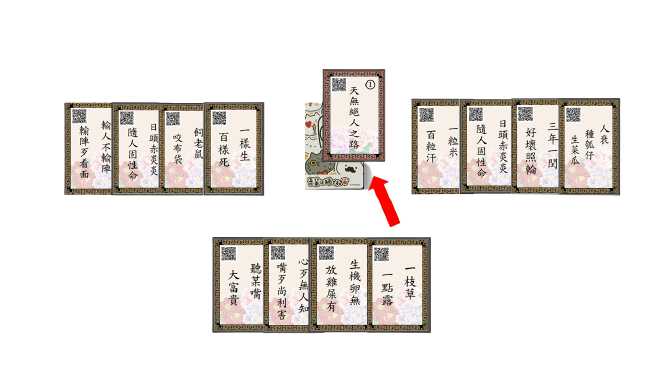 輸人不輸陣
輸陣歹看面
日頭赤炎炎
隨人固性命
飼老鼠
咬布袋
一樣生
百樣死
①
天無絕人之路
一粒米
百粒汗
日頭赤炎炎
隨人固性命
三年一閏
好壞照輪
人衰
種匏仔
生菜瓜
聽某嘴
大富貴
心歹無人知
嘴歹尚利害
生機卵無
放雞屎有
一枝草
一點露